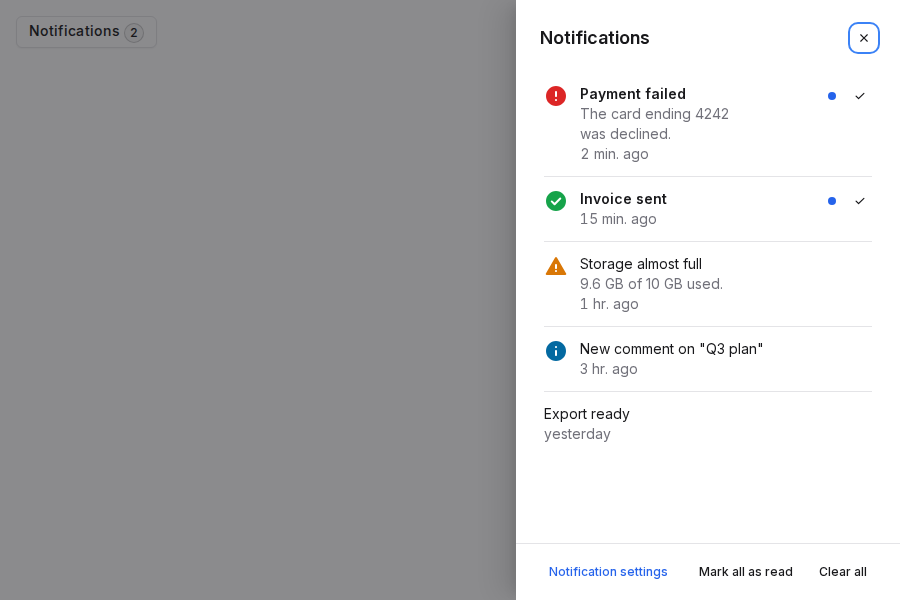 Notifications 2
Notifications
Payment failed
The card ending 4242
was declined.
2 min. ago
Invoice sent
15 min. ago
Storage almost full
9.6 GB of 10 GB used.
1 hr. ago
New comment on "Q3 plan"
3 hr. ago
Export ready
yesterday
Notification settings Mark all as read Clear all